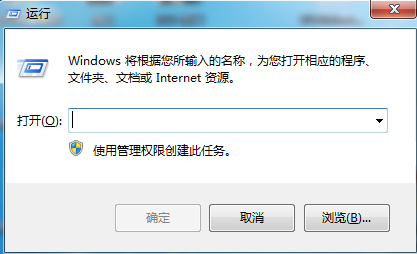 运行
Windows 将根据您所输入的名称，为您打开相应的程序、
文件夹、文档或 Internet 资源。
打开(O):
使用管理权限创建此任务。
确定
取消
浏览(B)...